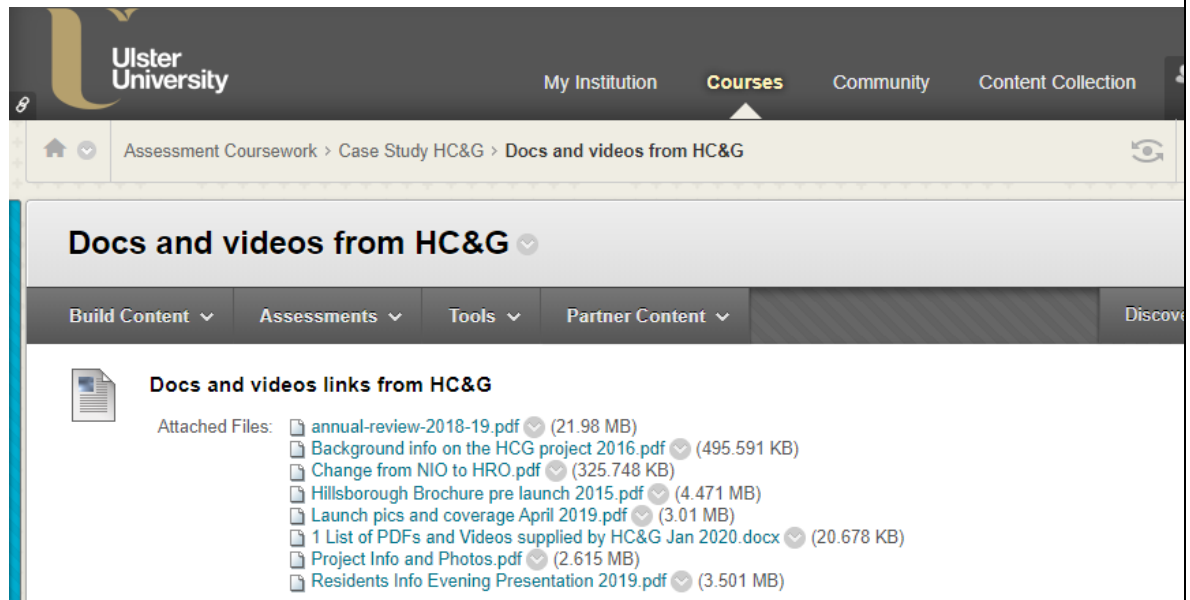 Ulster
University
My Institution Courses Community Content Collection
Assessment Coursework > Case Study HC&G > Docs and videos from HC&G
Docs and videos from HC&G
Build Content Assessments Tools Partner Content Discove
Docs and videos links from HC&G
Attached Files: annual-review-2018-19.pdf (21.98 MB)
Background info on the HCG project 2016.pdf (495.591 KB)
Change from NIO to HRO.pdf (325.748 KB)
Hillsborough Brochure pre launch 2015.pdf (4.471 MB)
Launch pics and coverage April 2019.pdf (3.01 MB)
1 List of PDFs and Videos supplied by HC&G Jan 2020.docx (20.678 KB)
Project Info and Photos.pdf (2.615 MB)
Residents Info Evening Presentation 2019.pdf (3.501 MB)